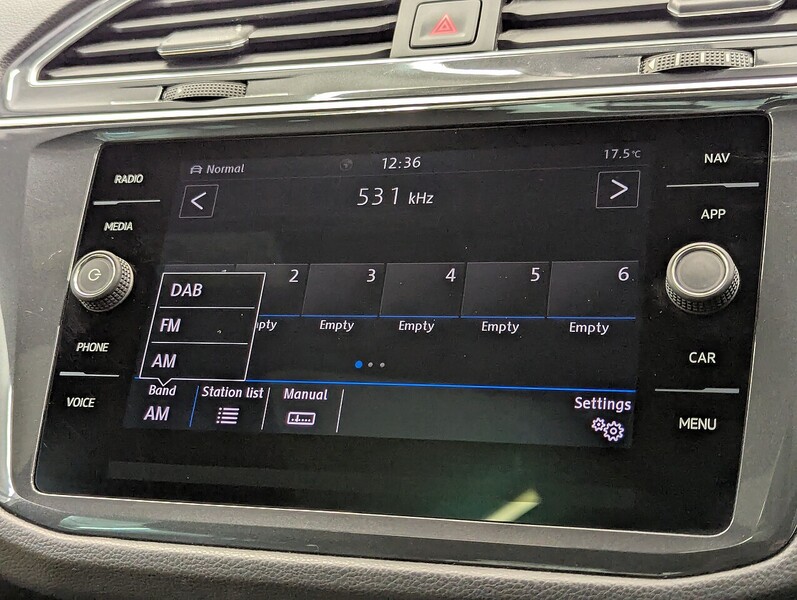 RADIO
MEDIA
PHONE
VOICE
Normal
12:36
17.5°C
<
531 kHz
>
2
3
4
5
6
Empty
Empty
Empty
Empty
DAB
FM
AM
Band
AM
Station list
Manual
Settings
NAV
APP
CAR
MENU